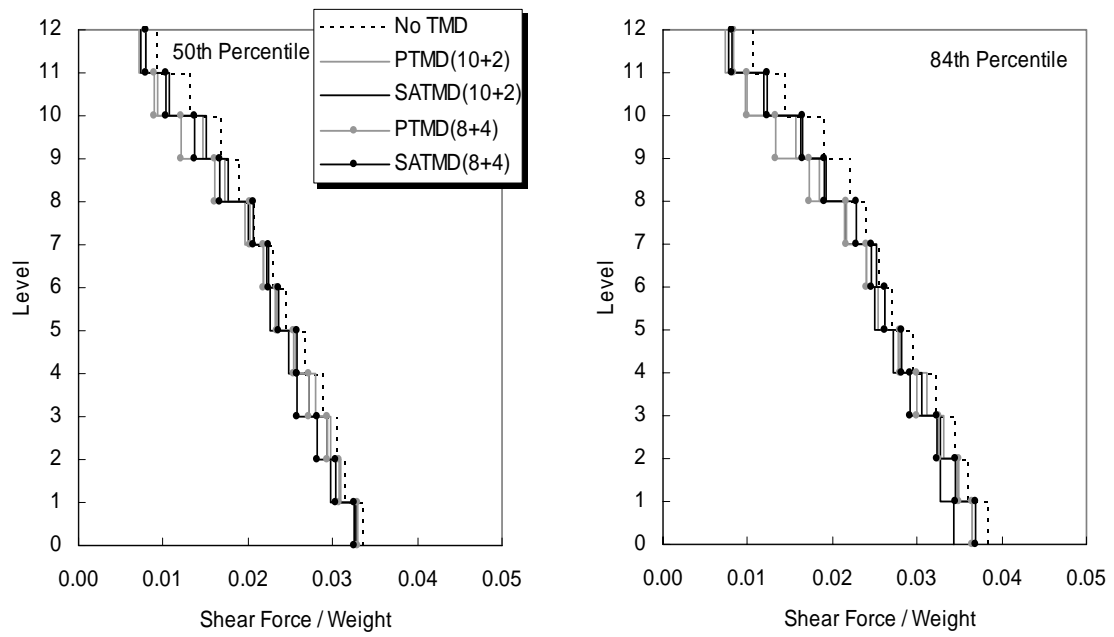 No TMD
PTMD(10+2)
SATMD(10+2)
PTMD(8+4)
SATMD(8+4)
50th Percentile
Level
12
11
10
9
8
7
6
5
4
3
2
1
0
0.00 0.01 0.02 0.03 0.04 0.05
Shear Force / Weight
84th Percentile
Level
12
11
10
9
8
7
6
5
4
3
2
1
0
0.00 0.01 0.02 0.03 0.04 0.05
Shear Force / Weight